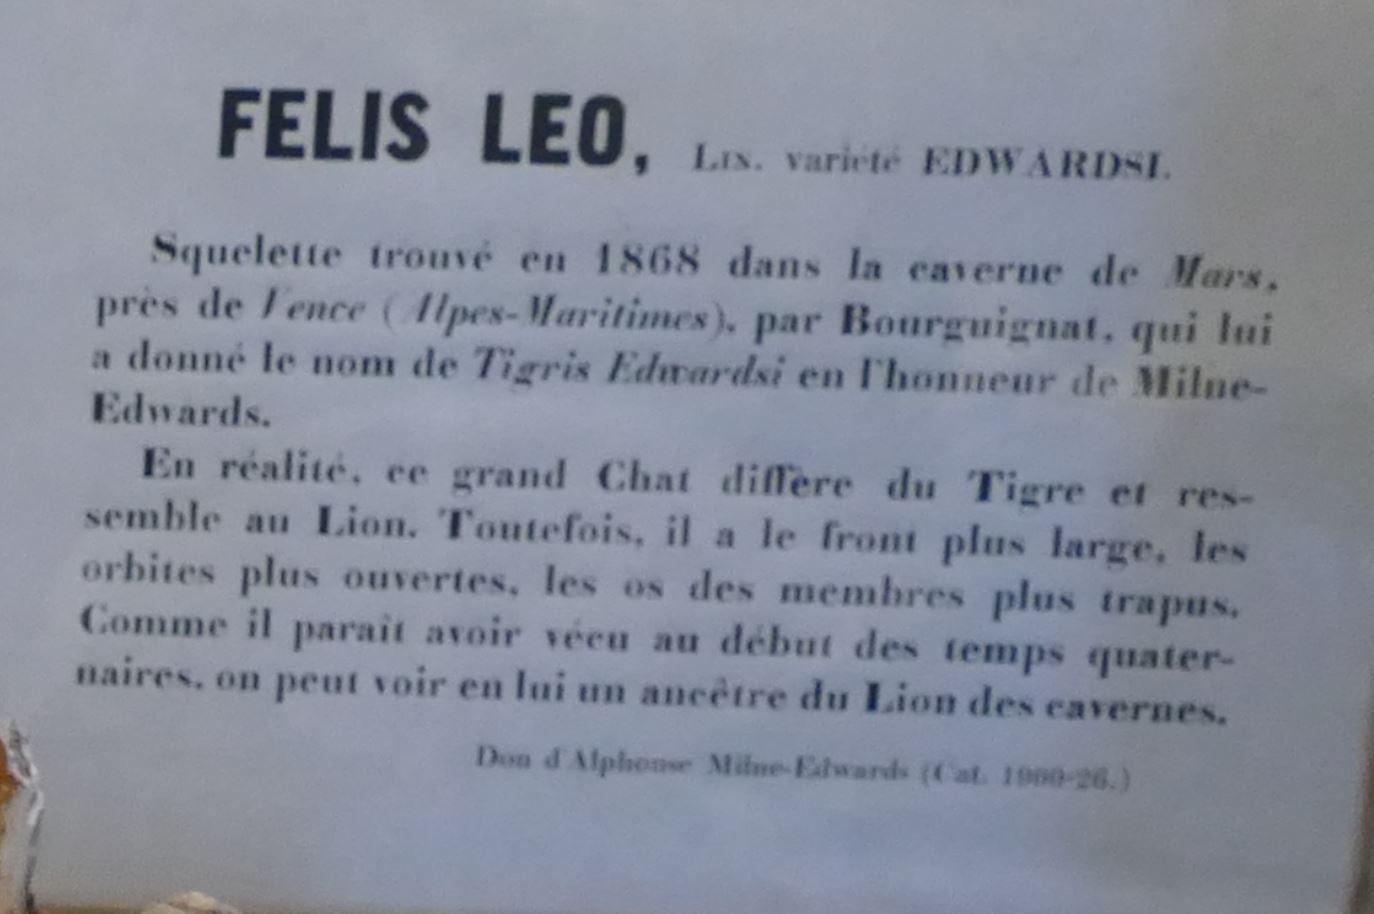 FELIS LEO, Lin. variété EDWARDSI.
Squelette trouvé en 1868 dans la caverne de Mars,
près de Vence (Alpes-Maritimes), par Bourguignat, qui lui
a donné le nom de Tigris Edwardsi en l'honneur de Milne-
Edwards.
En réalité, ce grand Chat diffère du Tigre et res-
semble au Lion. Toutefois, il a le front plus large, les
orbites plus ouvertes, les os des membres plus trapus.
Comme il paraît avoir vécu au début des temps quater-
naires, on peut voir en lui un ancêtre du Lion des cavernes.
Don d'Alphonse Milne-Edwards (Cat. 1900-26.)